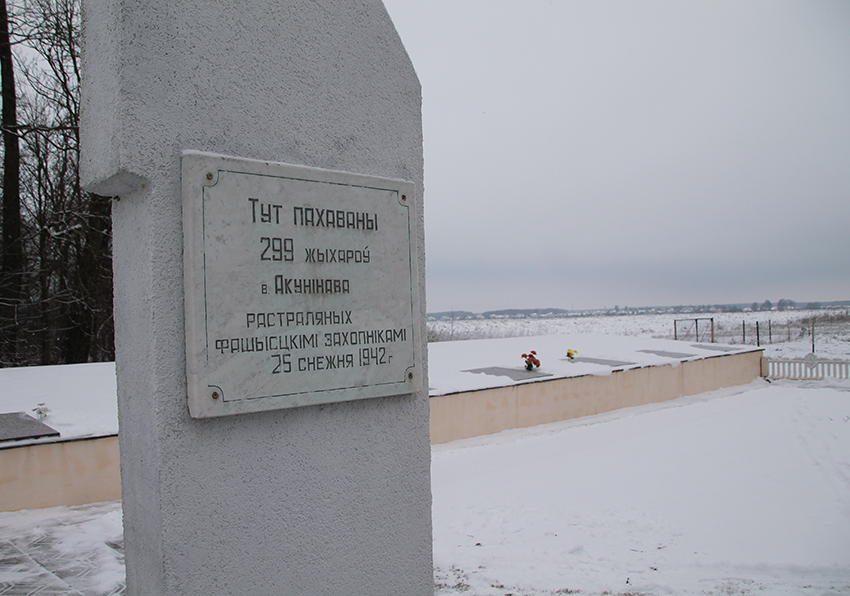 Тут пахаваны
299 жыхароў
в. Акунінава
растраляных
фашысцкімі захопнікамі
25 снежня 1942 г.